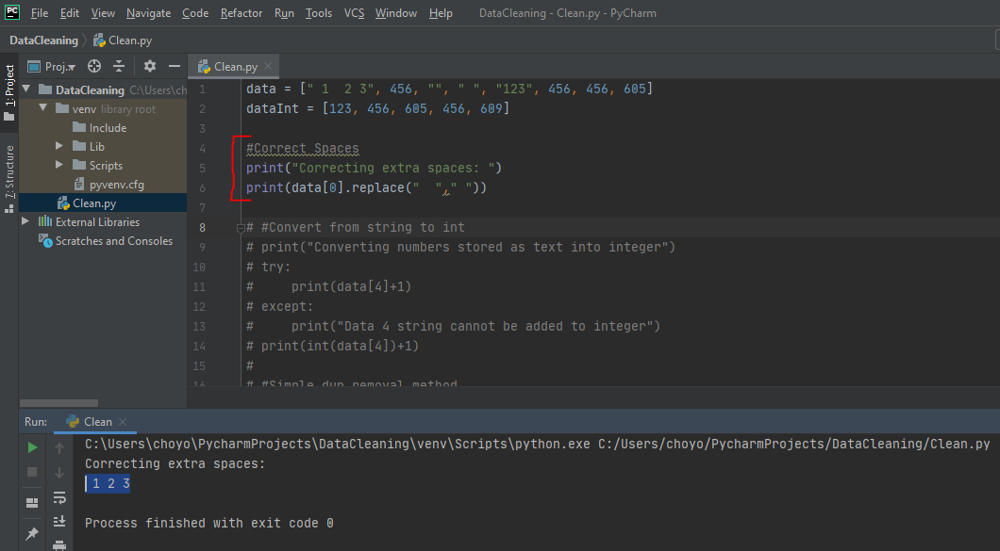 PC File Edit View Navigate Code Refactor Run Tools VCS Window Help DataCleaning - Clean.py - PyCharm
DataCleaning Clean.py
1: Project
7: Structure
Proj...
DataCleaning C:\Users\ch
venv library root
Include
Lib
Scripts
pyvenv.cfg
Clean.py
External Libraries
Scratches and Consoles
Clean.py
1 data = [" 1  2 3", 456, "", " ", "123", 456, 456, 605]
2 dataInt = [123, 456, 605, 456, 609]
3
4 #Correct Spaces
5 print("Correcting extra spaces: ")
6 print(data[0].replace("  "," "))
7
8 # #Convert from string to int
9 # print("Converting numbers stored as text into integer")
10 # try:
11 #     print(data[4]+1)
12 # except:
13 #     print("Data 4 string cannot be added to integer")
14 # print(int(data[4])+1)
15 #
16 # #Simple dup removal method
Run: Clean
C:\Users\choyo\PycharmProjects\DataCleaning\venv\Scripts\python.exe C:/Users/choyo/PycharmProjects/DataCleaning/Clean.py
Correcting extra spaces:
 1 2 3
Process finished with exit code 0